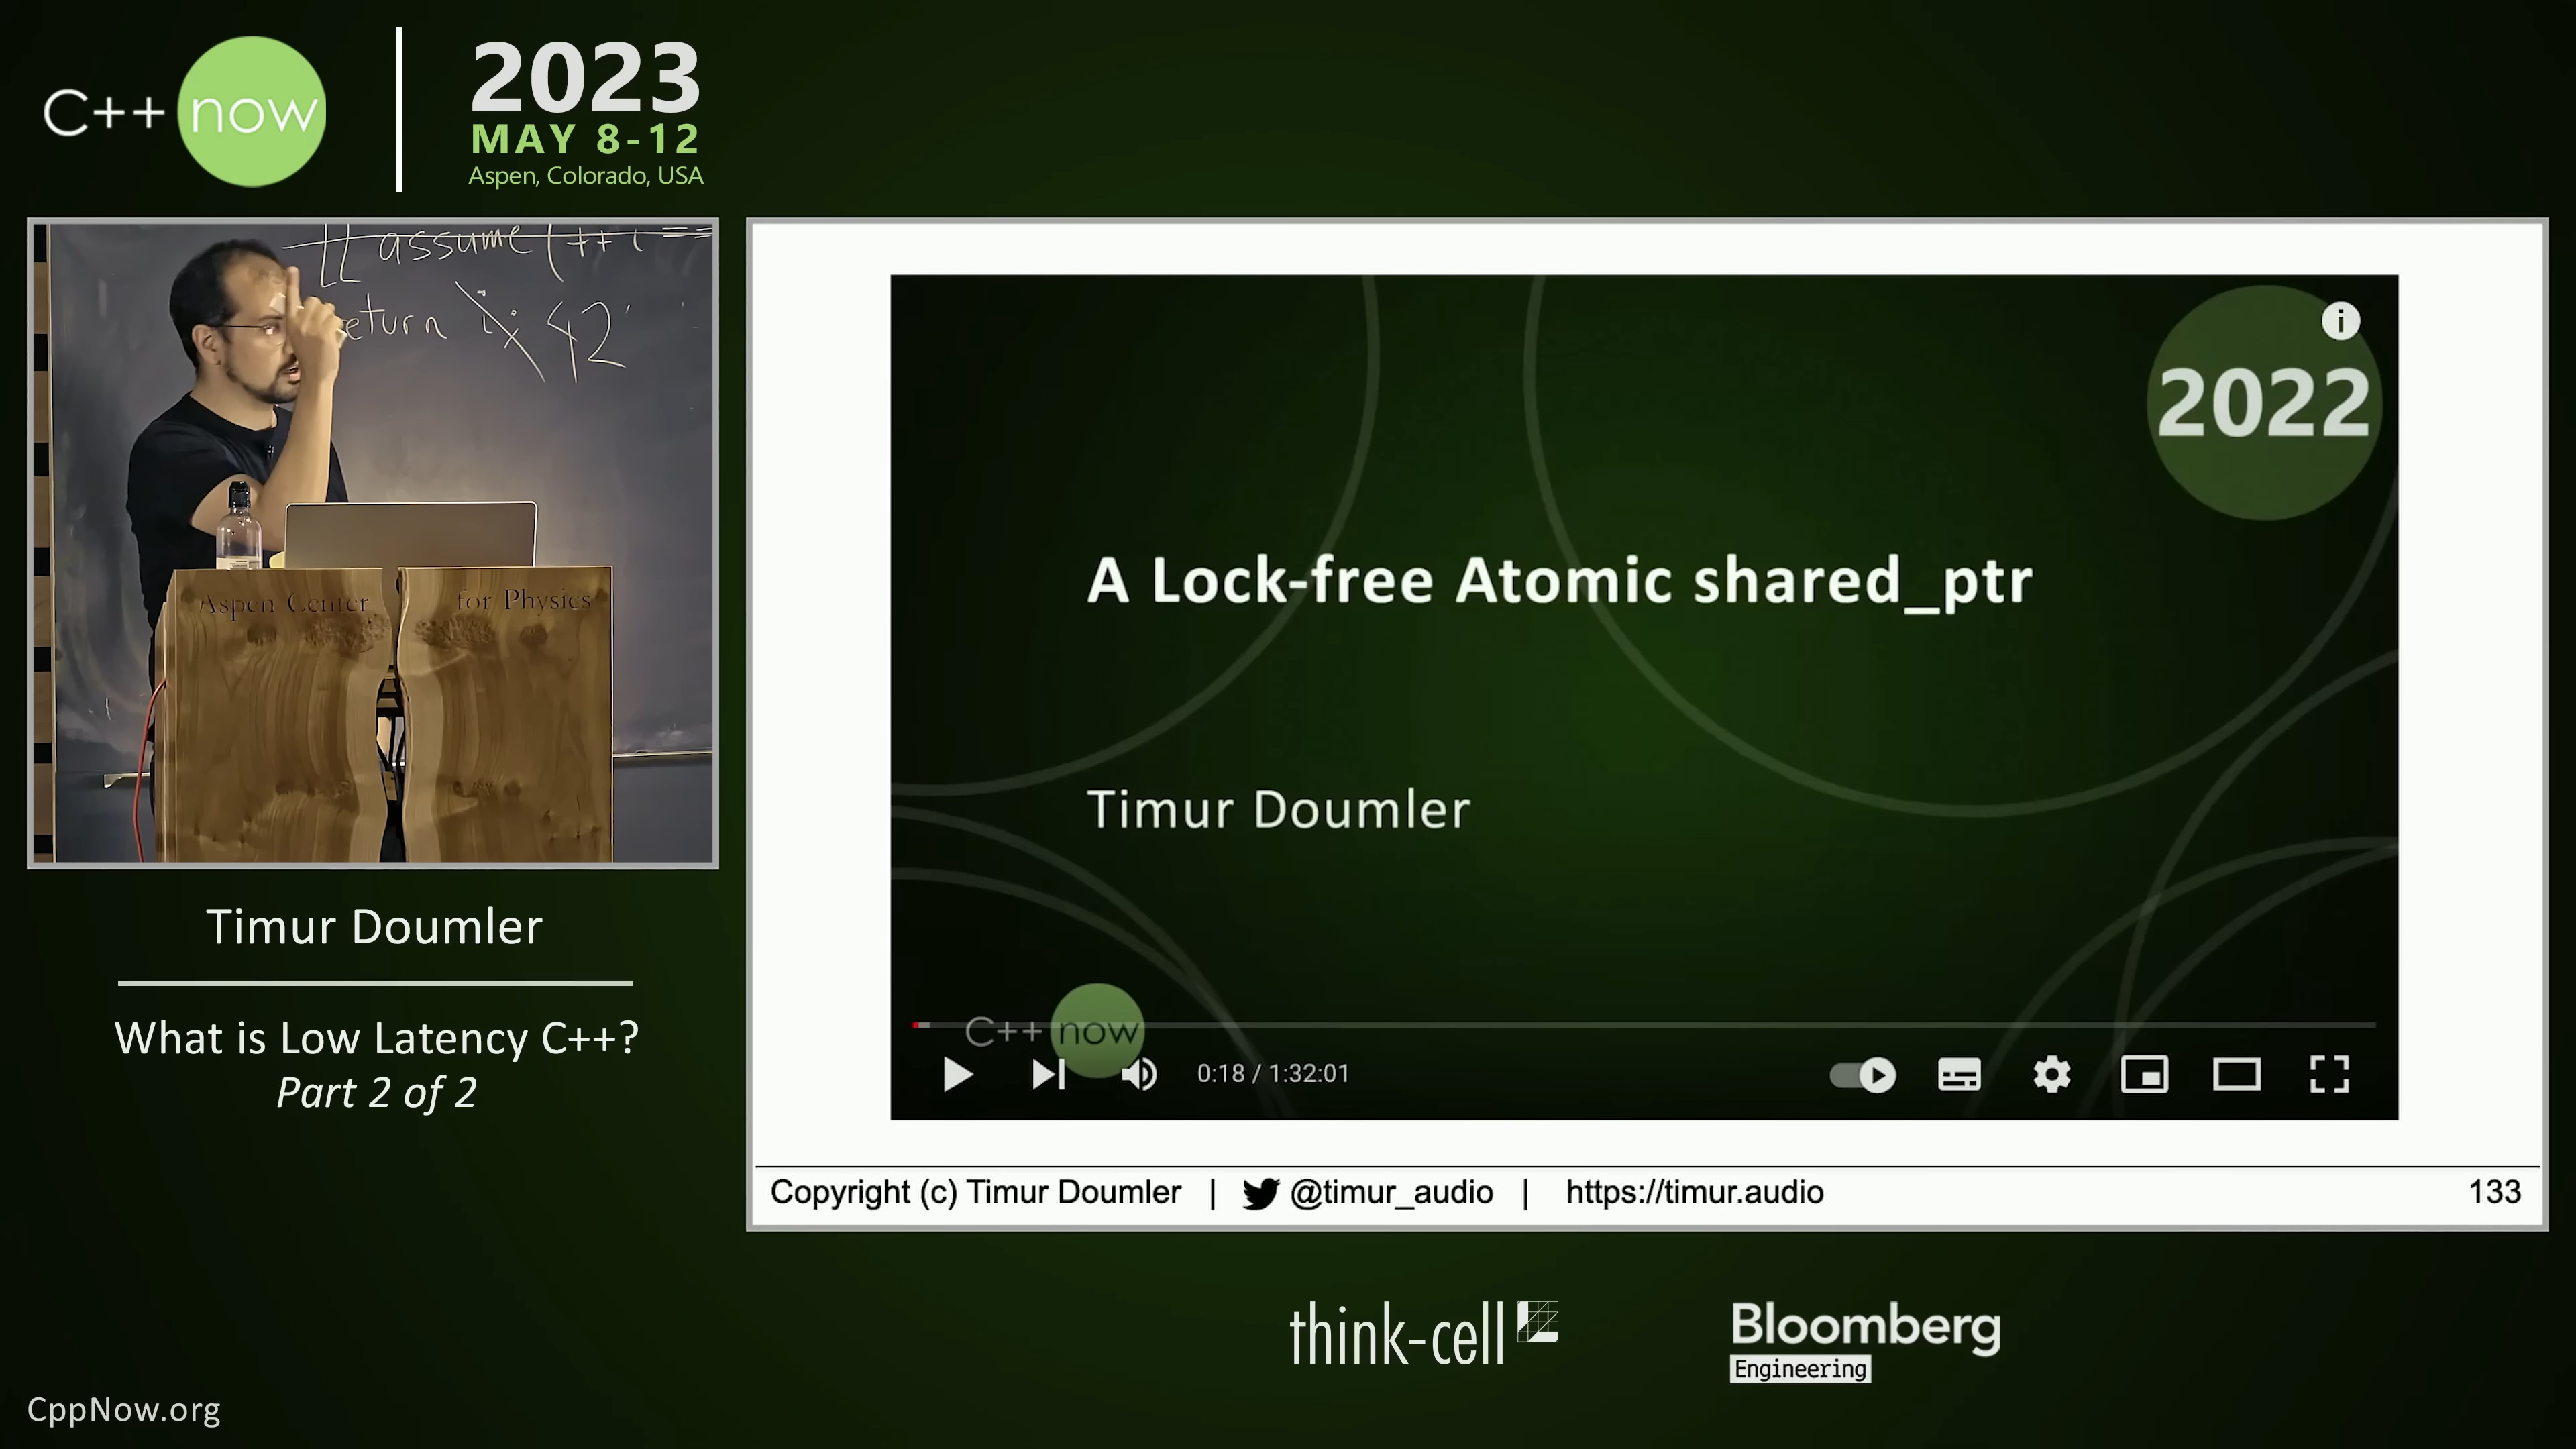 C++ now
2023
MAY 8-12
Aspen, Colorado, USA
[[ assume (++i ==
eturn i 42
Aspen Center for Physics
Timur Doumler
What is Low Latency C++?
Part 2 of 2
2022
i
A Lock-free Atomic shared_ptr
Timur Doumler
C++ now
0:18 / 1:32:01
Copyright (c) Timur Doumler | @timur_audio | https://timur.audio
133
think-cell
Bloomberg
Engineering
CppNow.org